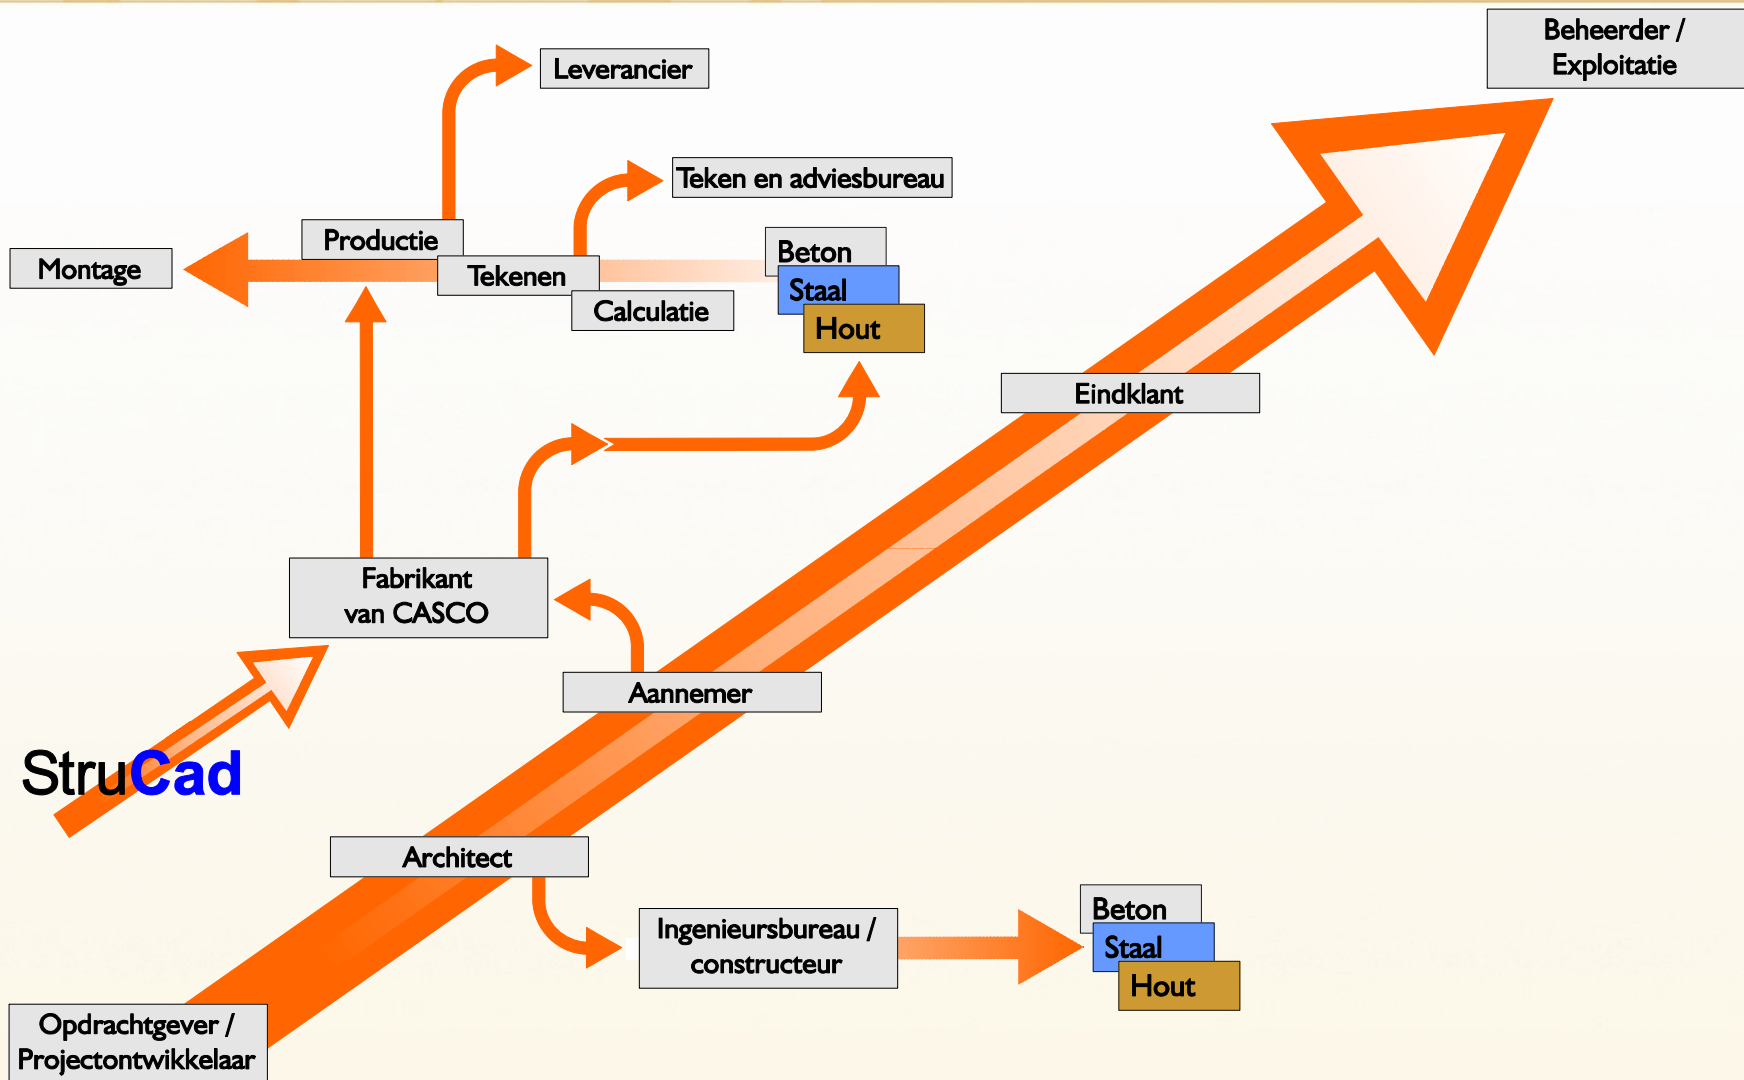 Beheerder /
Exploitatie
Leverancier
Teken en adviesbureau
Productie
Montage
Tekenen
Calculatie
Beton
Staal
Hout
Eindklant
Fabrikant
van CASCO
Aannemer
StruCad
Architect
Ingenieursbureau /
constructeur
Beton
Staal
Hout
Opdrachtgever /
Projectontwikkelaar